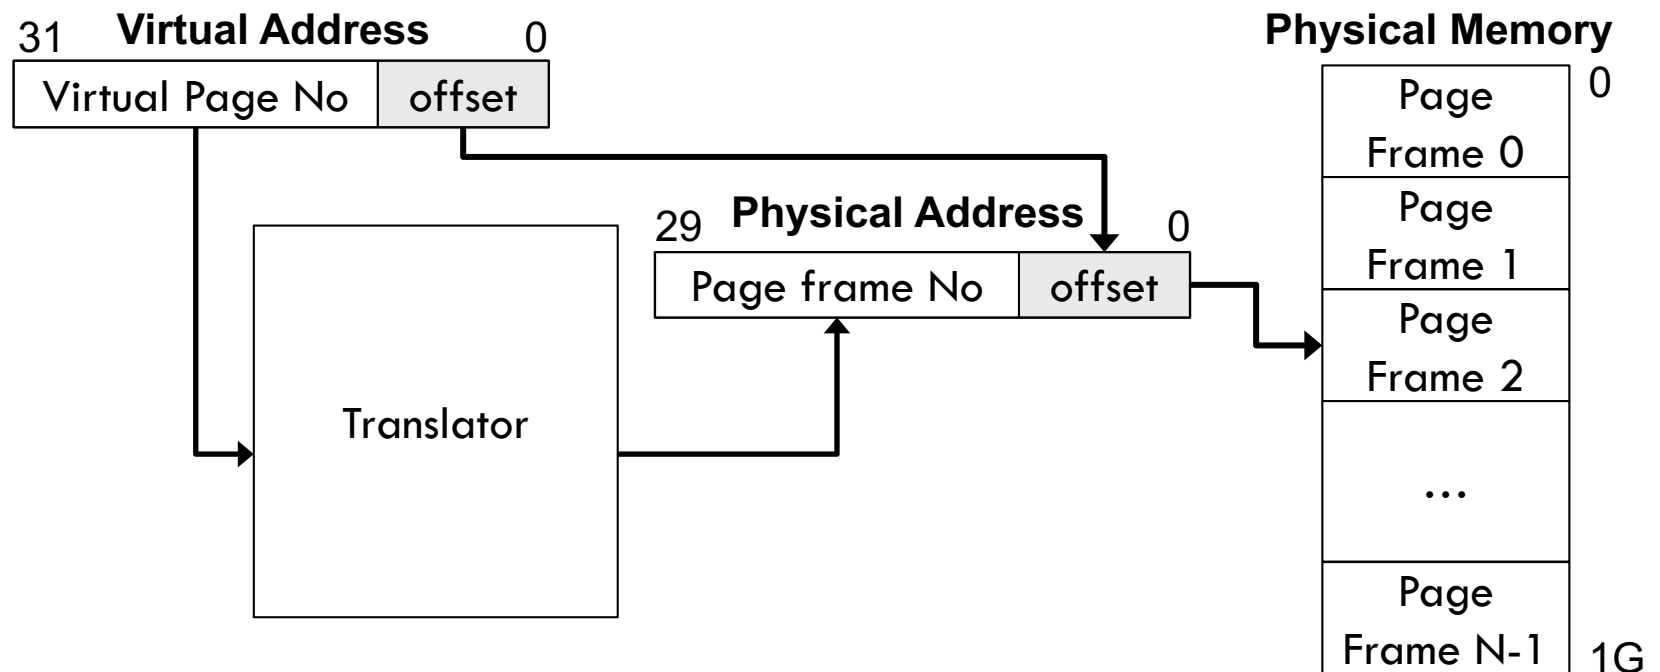 Virtual Address
31
0
Virtual Page No
offset
Translator
Physical Address
29
0
Page frame No
offset
Physical Memory
0
Page
Frame 0
Page
Frame 1
Page
Frame 2
...
Page
Frame N-1
1G